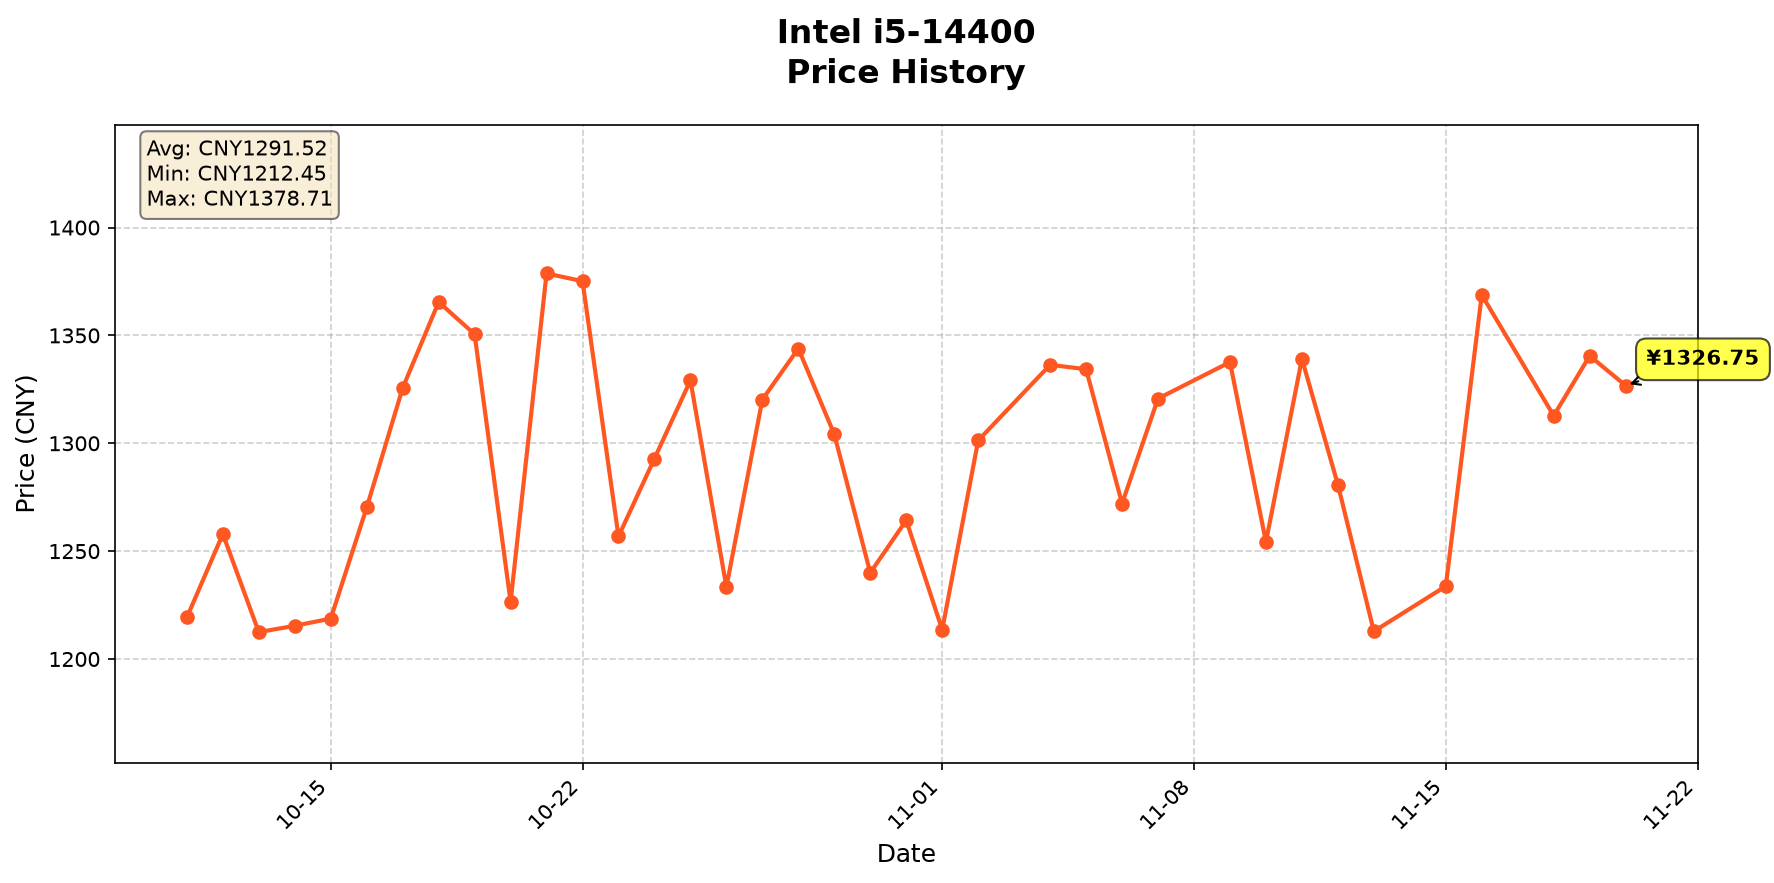 Intel i5-14400
Price History
Avg: CNY1291.52
Min: CNY1212.45
Max: CNY1378.71
1400
1350
1300
1250
1200
Price (CNY)
¥1326.75
10-15
10-22
11-01
11-08
11-15
11-22
Date